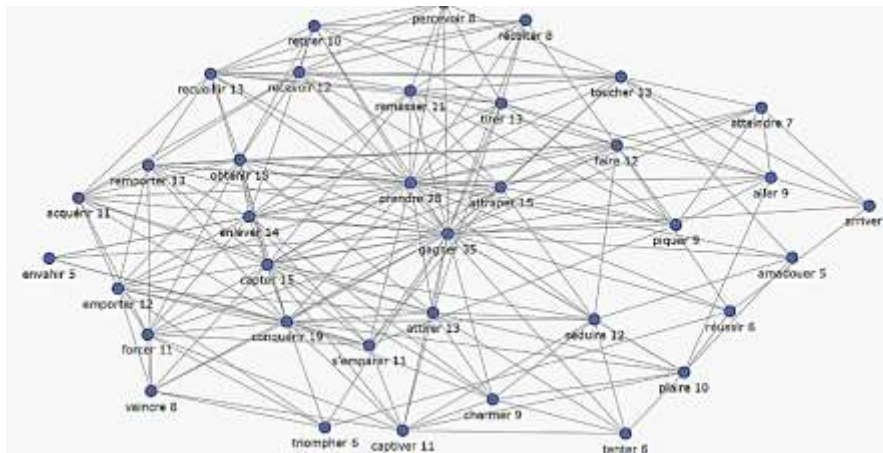 percevoir 8
récolter 8
retirer 10
recueillir 13
recevoir 12
ramasser 11
tirer 13
toucher 13
atteindre 7
faire 12
remporter 13
obtenir 18
prendre 28
attraper 15
aller 9
acquérir 11
arriver
enlever 14
piquer 9
gagner 35
envahir 5
capter 15
amadouer 5
emporter 12
attirer 13
réussir 6
forcer 11
conquérir 19
séduire 12
s'emparer 11
plaire 10
vaincre 8
charmer 9
triompher 5
captiver 11
tenter 6